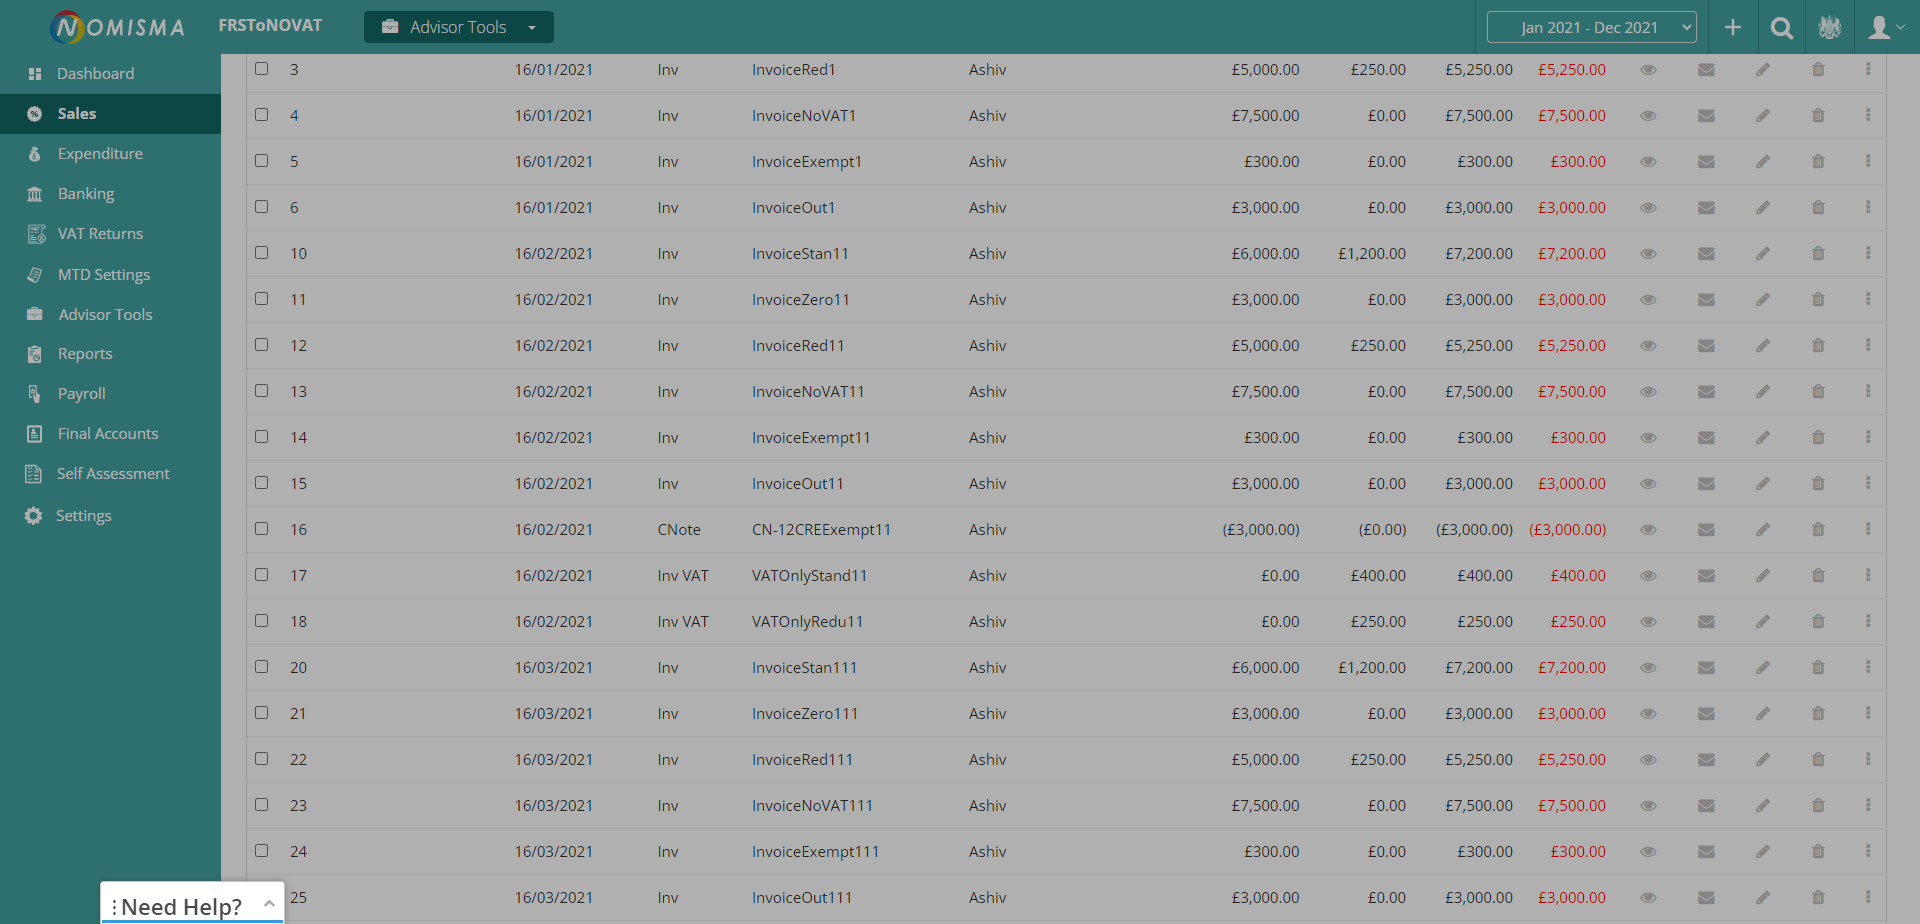 NOMISMA FRSToNOVAT Advisor Tools Jan 2021 - Dec 2021
Dashboard
Sales
Expenditure
Banking
VAT Returns
MTD Settings
Advisor Tools
Reports
Payroll
Final Accounts
Self Assessment
Settings
3 16/01/2021 Inv InvoiceRed1 Ashiv £5,000.00 £250.00 £5,250.00 £5,250.00
4 16/01/2021 Inv InvoiceNoVAT1 Ashiv £7,500.00 £0.00 £7,500.00 £7,500.00
5 16/01/2021 Inv InvoiceExempt1 Ashiv £300.00 £0.00 £300.00 £300.00
6 16/01/2021 Inv InvoiceOut1 Ashiv £3,000.00 £0.00 £3,000.00 £3,000.00
10 16/02/2021 Inv InvoiceStan11 Ashiv £6,000.00 £1,200.00 £7,200.00 £7,200.00
11 16/02/2021 Inv InvoiceZero11 Ashiv £3,000.00 £0.00 £3,000.00 £3,000.00
12 16/02/2021 Inv InvoiceRed11 Ashiv £5,000.00 £250.00 £5,250.00 £5,250.00
13 16/02/2021 Inv InvoiceNoVAT11 Ashiv £7,500.00 £0.00 £7,500.00 £7,500.00
14 16/02/2021 Inv InvoiceExempt11 Ashiv £300.00 £0.00 £300.00 £300.00
15 16/02/2021 Inv InvoiceOut11 Ashiv £3,000.00 £0.00 £3,000.00 £3,000.00
16 16/02/2021 CNote CN-12CREExempt11 Ashiv (£3,000.00) (£0.00) (£3,000.00) (£3,000.00)
17 16/02/2021 Inv VAT VATOnlyStand11 Ashiv £0.00 £400.00 £400.00 £400.00
18 16/02/2021 Inv VAT VATOnlyRedu11 Ashiv £0.00 £250.00 £250.00 £250.00
20 16/03/2021 Inv InvoiceStan111 Ashiv £6,000.00 £1,200.00 £7,200.00 £7,200.00
21 16/03/2021 Inv InvoiceZero111 Ashiv £3,000.00 £0.00 £3,000.00 £3,000.00
22 16/03/2021 Inv InvoiceRed111 Ashiv £5,000.00 £250.00 £5,250.00 £5,250.00
23 16/03/2021 Inv InvoiceNoVAT111 Ashiv £7,500.00 £0.00 £7,500.00 £7,500.00
24 16/03/2021 Inv InvoiceExempt111 Ashiv £300.00 £0.00 £300.00 £300.00
25 16/03/2021 Inv InvoiceOut111 Ashiv £3,000.00 £0.00 £3,000.00 £3,000.00
Need Help?